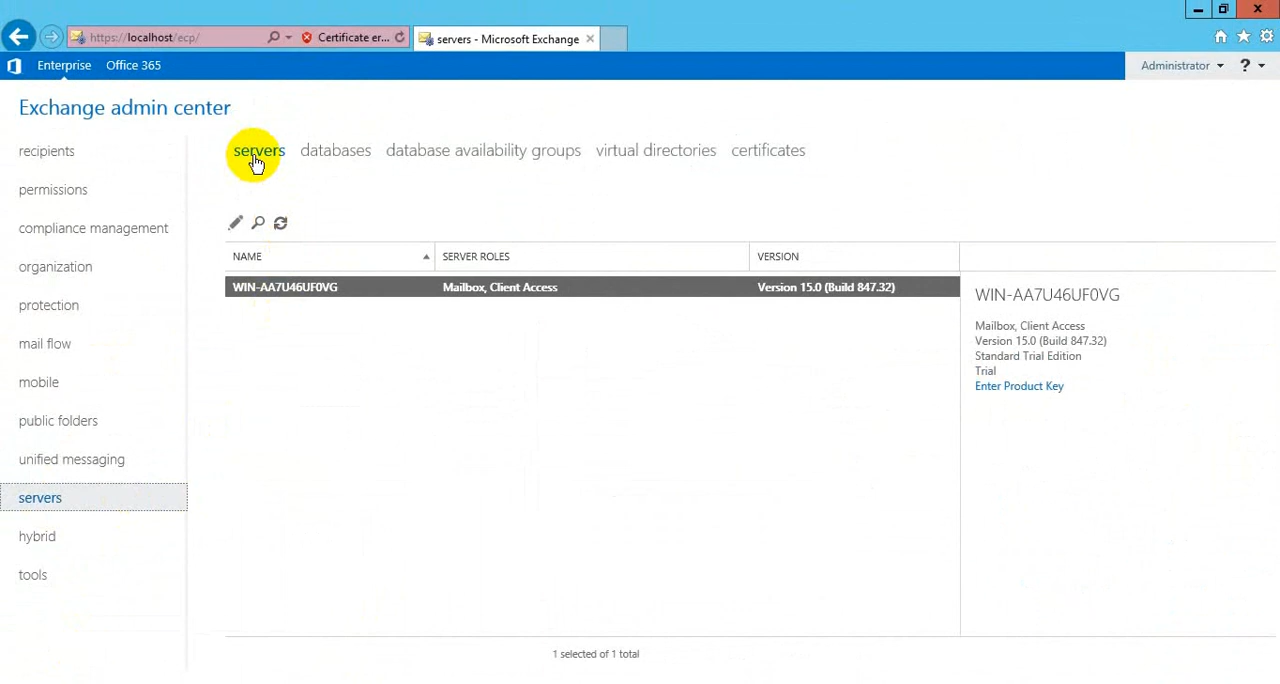 https://localhost/ecp/
Certificate er...
servers - Microsoft Exchange
Enterprise
Office 365
Administrator
?
Exchange admin center
recipients
permissions
compliance management
organization
protection
mail flow
mobile
public folders
unified messaging
servers
hybrid
tools
servers databases database availability groups virtual directories certificates
NAME SERVER ROLES VERSION
WIN-AA7U46UF0VG Mailbox, Client Access Version 15.0 (Build 847.32)
WIN-AA7U46UF0VG
Mailbox, Client Access
Version 15.0 (Build 847.32)
Standard Trial Edition
Trial
Enter Product Key
1 selected of 1 total